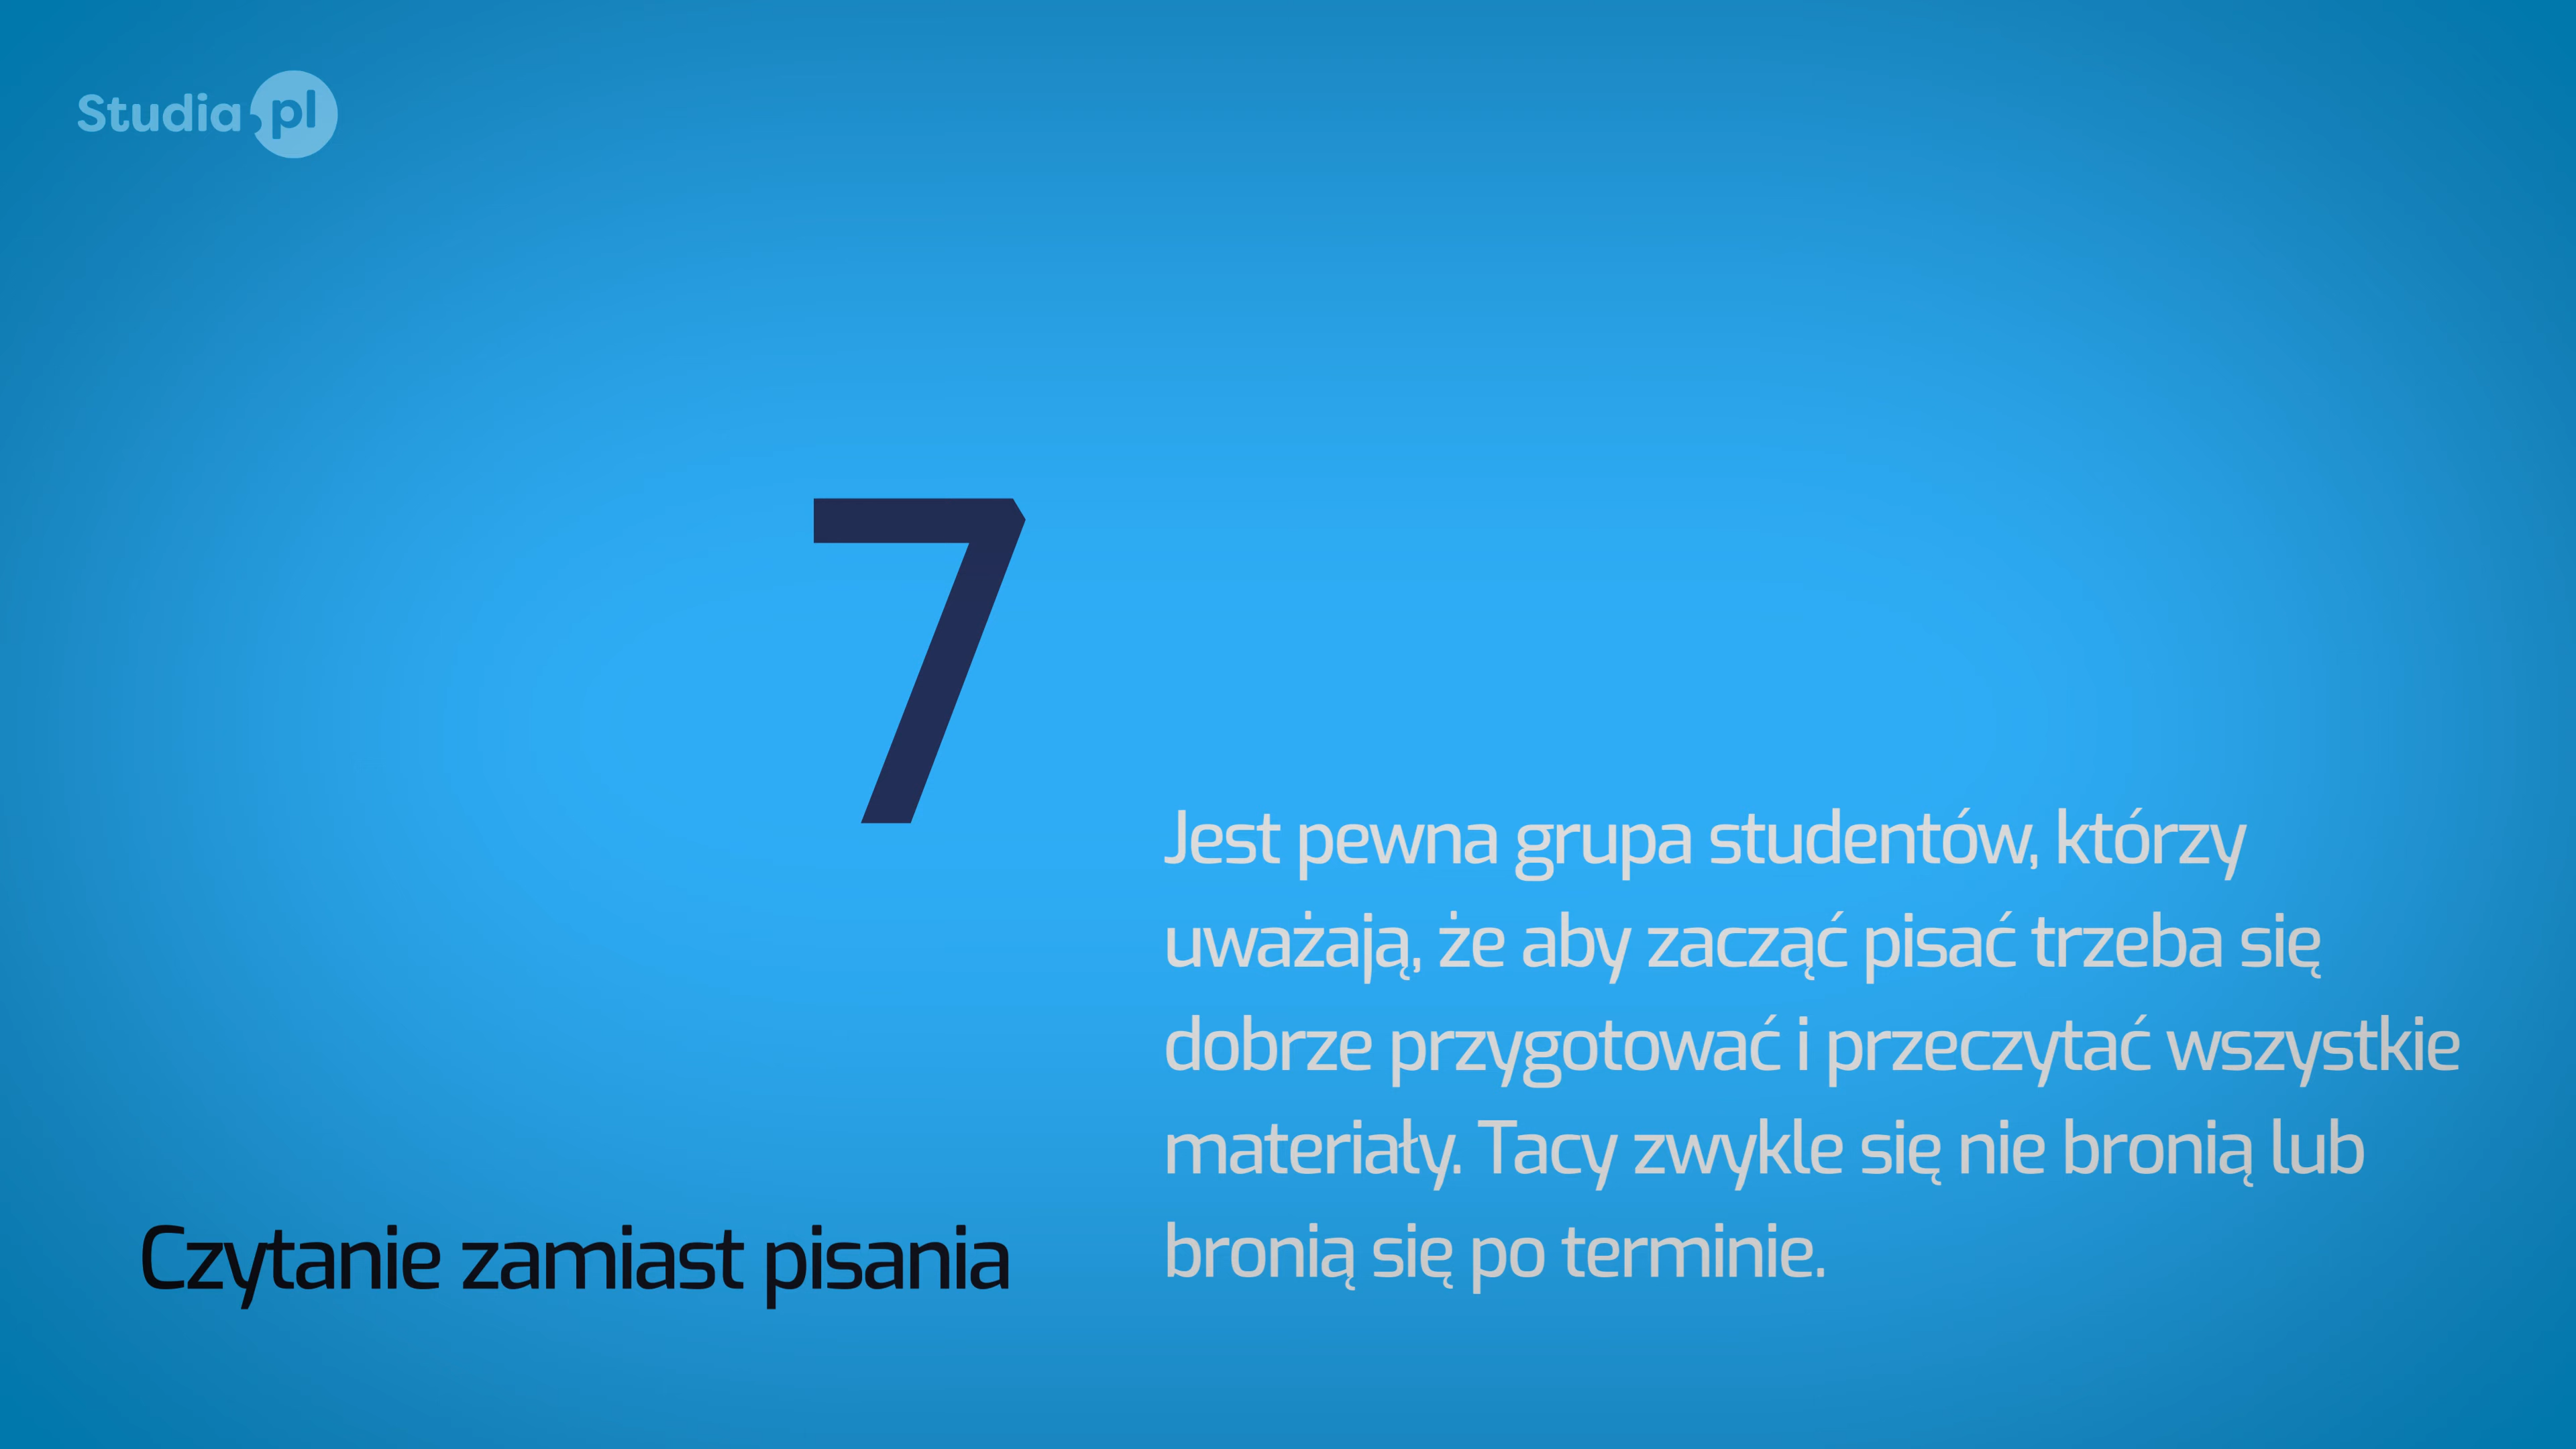 Studia.pl
7
Czytanie zamiast pisania
Jest pewna grupa studentów, którzy
uważają, że aby zacząć pisać trzeba się
dobrze przygotować i przeczytać wszystkie
materiały. Tacy zwykle się nie bronią lub
bronią się po terminie.